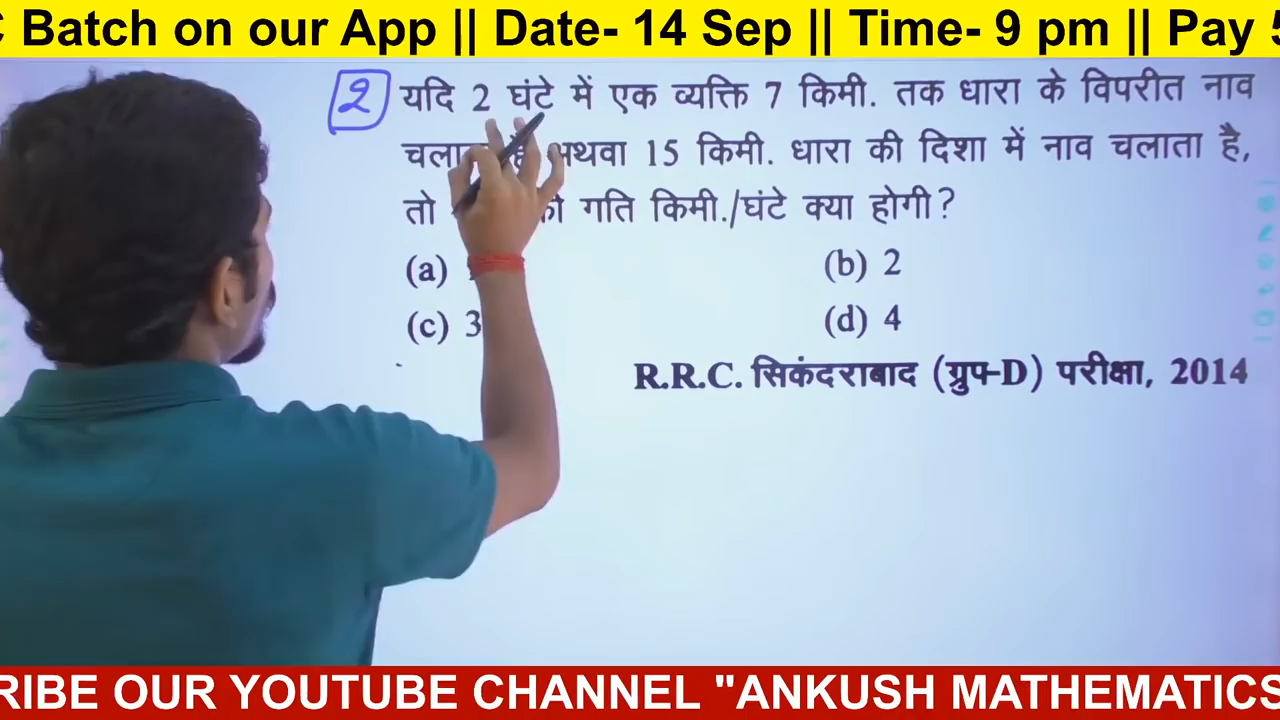 C Batch on our App || Date- 14 Sep || Time- 9 pm || Pay 5
2 यदि 2 घंटे में एक व्यक्ति 7 किमी. तक धारा के विपरीत नाव
अथवा 15 किमी. धारा की दिशा में नाव चलाता है,
तो गति किमी./घंटे क्या होगी?
(a) (b) 2
(c) 3 (d) 4
R.R.C. सिकंदराबाद (ग्रुप-D) परीक्षा, 2014
RIBE OUR YOUTUBE CHANNEL "ANKUSH MATHEMATICS